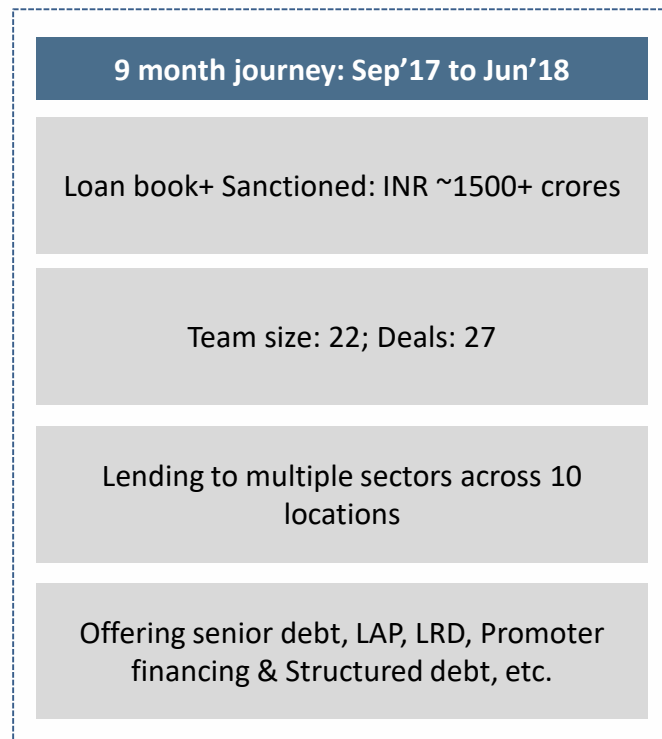 9 month journey: Sep’17 to Jun’18
Loan book+ Sanctioned: INR ~1500+ crores
Team size: 22; Deals: 27
Lending to multiple sectors across 10
locations
Offering senior debt, LAP, LRD, Promoter
financing & Structured debt, etc.